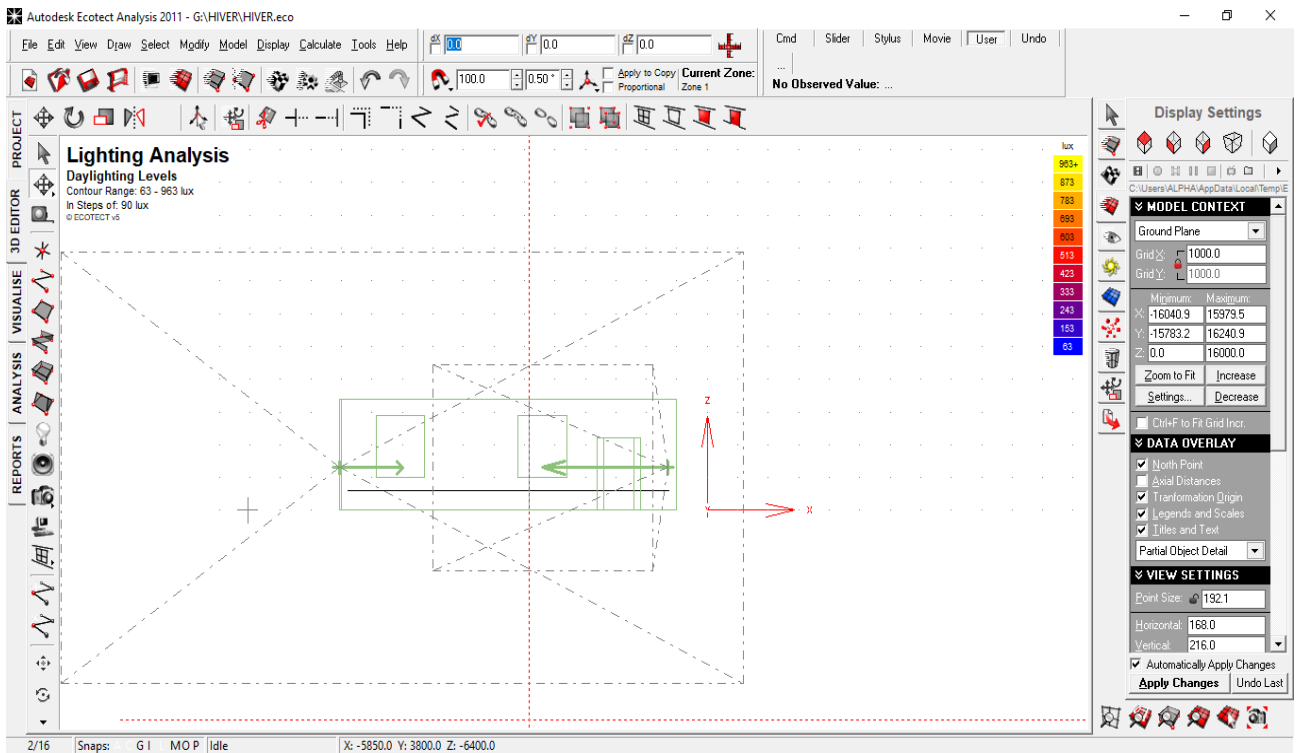 Autodesk Ecotect Analysis 2011 - G:\HIVER\HIVER.eco
File Edit View Draw Select Modify Model Display Calculate Tools Help
dX 0.0 dY 0.0 dZ 0.0
Cmd Slider Stylus Movie User Undo
...
No Observed Value: ...
100.0 0.50° Apply to Copy Current Zone:
Proportional Zone 1
PROJECT
3D EDITOR
VISUALISE
ANALYSIS
REPORTS
Lighting Analysis
Daylighting Levels
Contour Range: 63 - 963 lux
In Steps of: 90 lux
© ECOTECT v5
lux
963+
873
783
693
603
513
423
333
243
153
63
Z
Y
X
Display Settings
C:\Users\ALPHA\AppData\Local\Temp\E
MODEL CONTEXT
Ground Plane
Grid X: 1000.0
Grid Y: 1000.0
Minimum: Maximum:
X: -16040.9 15979.5
Y: -15783.2 16240.9
Z: 0.0 16000.0
Zoom to Fit Increase
Settings... Decrease
Ctrl+F to Fit Grid Incr.
DATA OVERLAY
North Point
Axial Distances
Tranformation Origin
Legends and Scales
Titles and Text
Partial Object Detail
VIEW SETTINGS
Point Size: 192.1
Horizontal: 168.0
Vertical: 216.0
Automatically Apply Changes
Apply Changes Undo Last
2/16 Snaps: A C G I L M O P Idle X: -5850.0 Y: 3800.0 Z: -6400.0